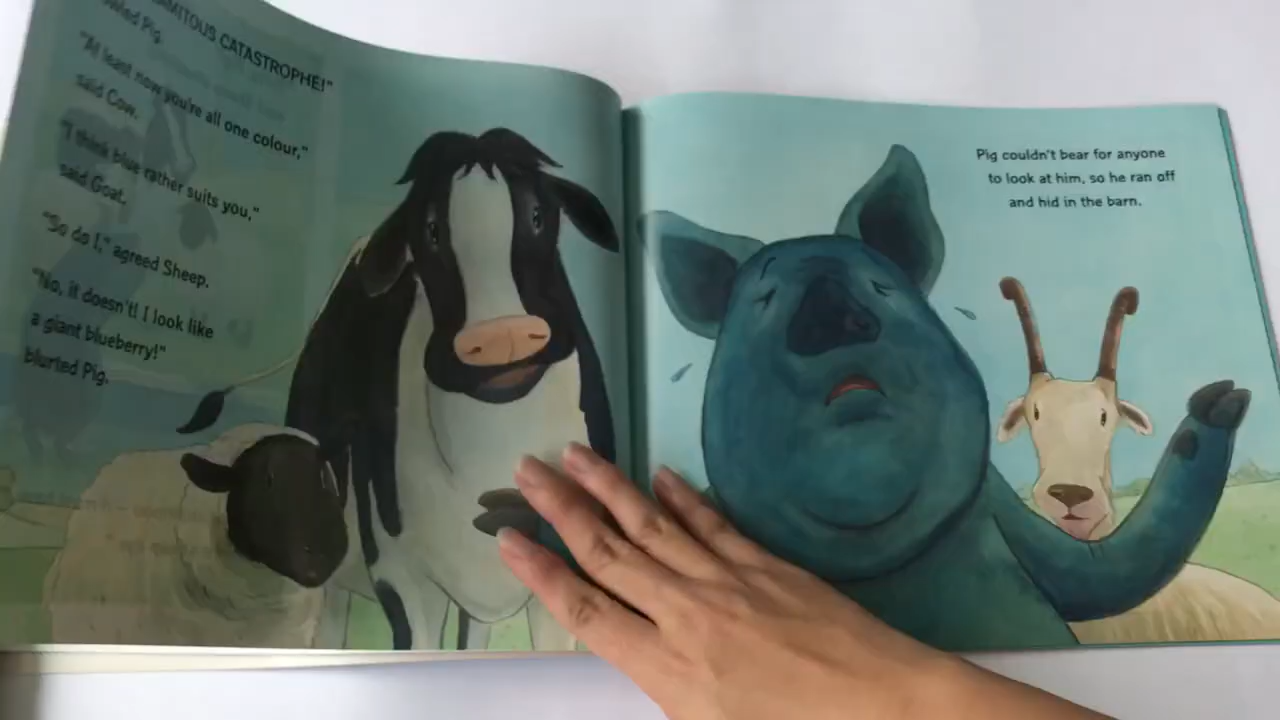 CATASTROPHE!"
Pig.
"At least now you're all one colour,"
said Cow.
"I think blue rather suits you,"
said Goat.
"So do I," agreed Sheep.
"No, it doesn't! I look like
a giant blueberry!"
blurted Pig.
Pig couldn't bear for anyone
to look at him, so he ran off
and hid in the barn.